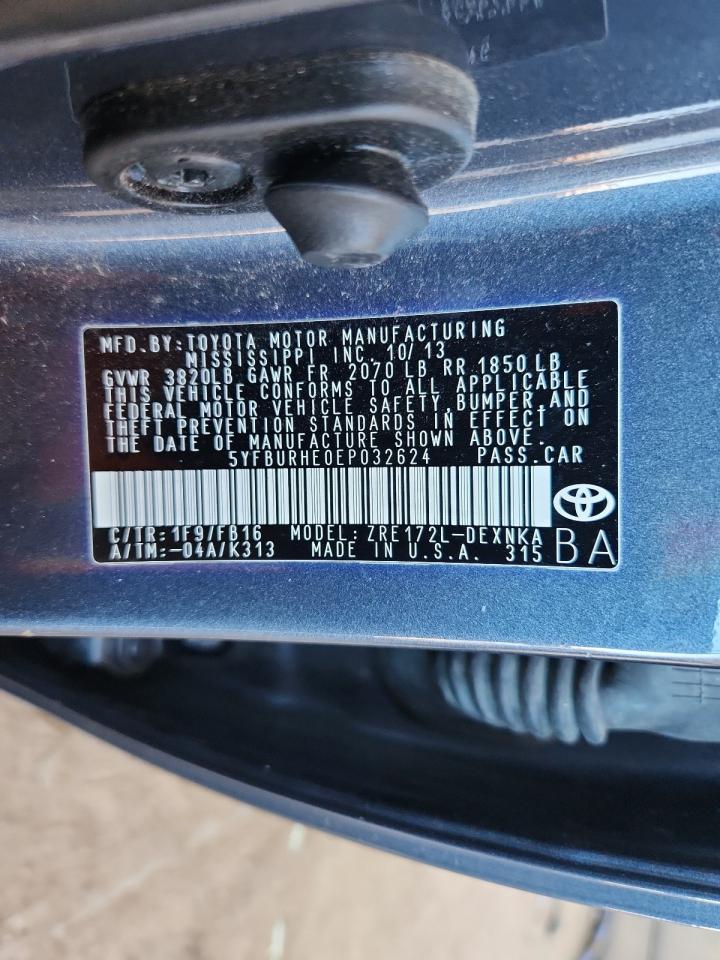 MFD.BY:TOYOTA MOTOR MANUFACTURING
MISSISSIPPI INC. 10/13
GVWR 3820LB GAWR FR 2070 LB RR 1850 LB
THIS VEHICLE CONFORMS TO ALL APPLICABLE
FEDERAL MOTOR VEHICLE SAFETY, BUMPER, AND
THEFT PREVENTION STANDARDS IN EFFECT ON
THE DATE OF MANUFACTURE SHOWN ABOVE.
5YFBURHE0EP032624 PASS.CAR
C/TR: 1F9/FB16 MODEL: ZRE172L-DEXNKA
A/TM:-04A/K313 MADE IN U.S.A. 315 BA